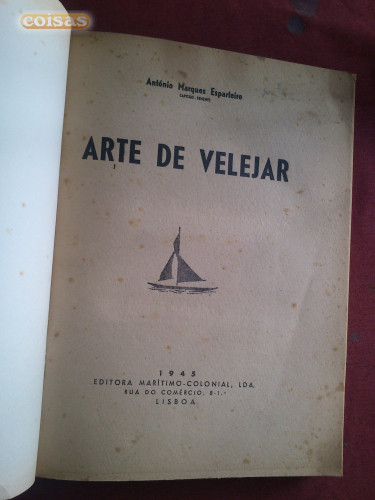 coisas
António Marques Esparteiro
ARTE DE VELEJAR
1945
EDITORA MARÍTIMO-COLONIAL, LDA.
RUA DO COMÉRCIO, 8-1.º
LISBOA